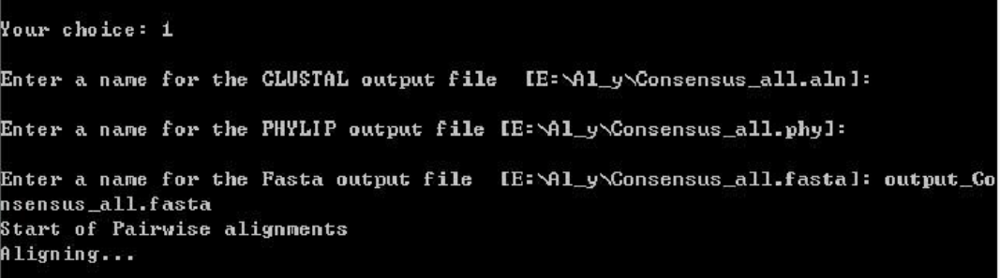 Your choice: 1
Enter a name for the CLUSTAL output file  [E:\Al_y\Consensus_all.aln]:
Enter a name for the PHYLIP output file [E:\Al_y\Consensus_all.phy]:
Enter a name for the Fasta output file  [E:\Al_y\Consensus_all.fasta]: output_Co
nsensus_all.fasta
Start of Pairwise alignments
Aligning...